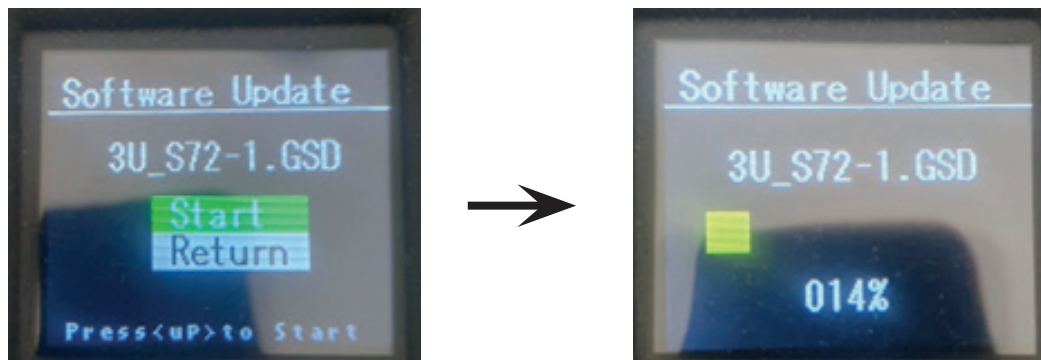 Software Update
3U_S72-1.GSD
Start
Return
Press<uP>to Start
Software Update
3U_S72-1.GSD
014%